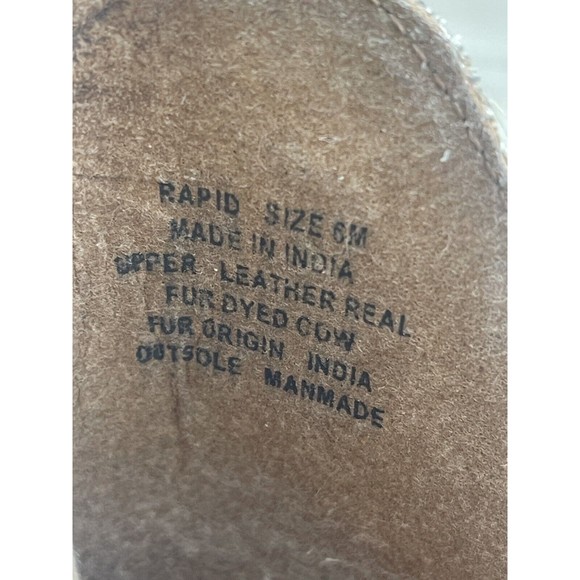 RAPID SIZE 6M
MADE IN INDIA
UPPER LEATHER REAL
FUR DYED COW
FUR ORIGIN INDIA
OUTSOLE MANMADE